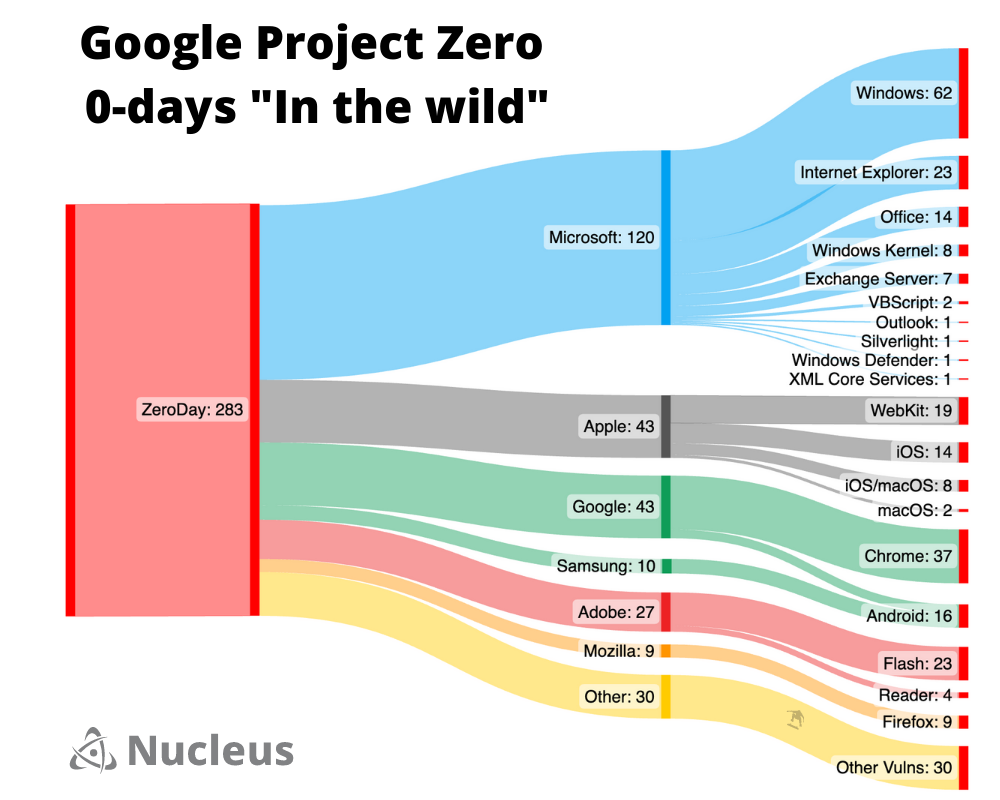 Google Project Zero
0-days "In the wild"
ZeroDay: 283
Microsoft: 120
Apple: 43
Google: 43
Samsung: 10
Adobe: 27
Mozilla: 9
Other: 30
Windows: 62
Internet Explorer: 23
Office: 14
Windows Kernel: 8
Exchange Server: 7
VBScript: 2
Outlook: 1
Silverlight: 1
Windows Defender: 1
XML Core Services: 1
WebKit: 19
iOS: 14
iOS/macOS: 8
macOS: 2
Chrome: 37
Android: 16
Flash: 23
Reader: 4
Firefox: 9
Other Vulns: 30
Nucleus